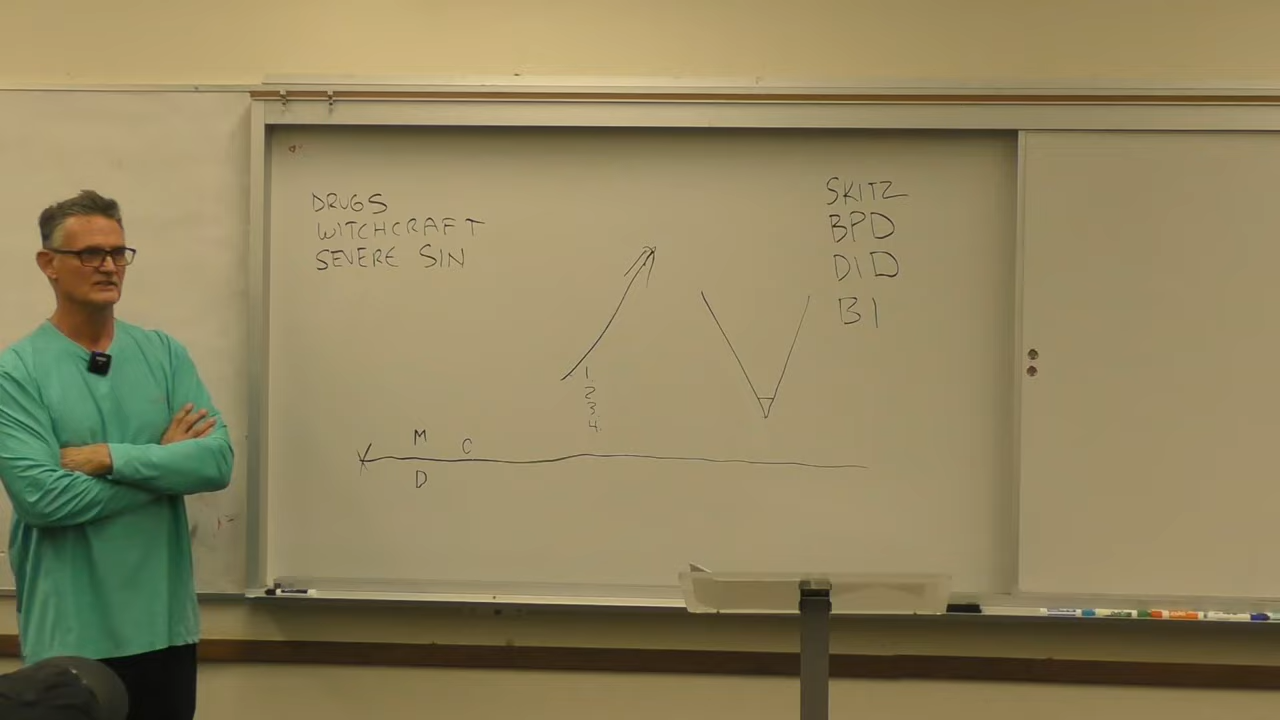 DRUGS
WITCHCRAFT
SEVERE SIN
SKITZ
BPD
DID
BI
1.
2
3.
4.
M
C
D